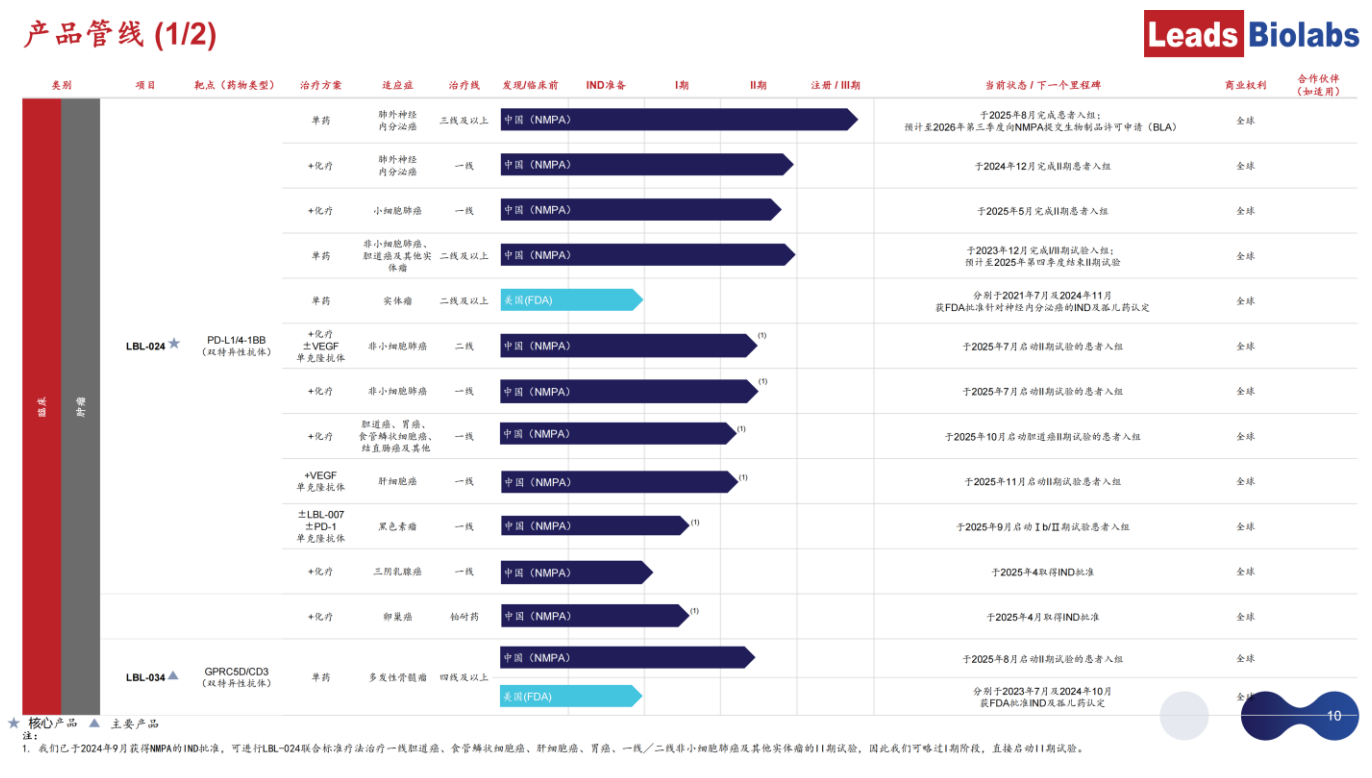 产品管线 (1/2)
Leads Biolabs
类别 项目 靶点（药物类型） 治疗方案 适应症 治疗线 发现/临床前 IND准备 I期 II期 注册 / III期 当前状态 / 下一个里程碑 商业权利 合作伙伴
（如适用）
临床
肿瘤
LBL-024
PD-L1/4-1BB
（双特异性抗体）
单药
肺外神经
内分泌癌
三线及以上
中国（NMPA）
于2025年8月完成患者入组；
预计至2026年第三季度向NMPA提交生物制品许可申请（BLA）
全球
+化疗
肺外神经
内分泌癌
一线
中国（NMPA）
于2024年12月完成II期患者入组
全球
+化疗
小细胞肺癌
一线
中国（NMPA）
于2025年5月完成II期患者入组
全球
单药
非小细胞肺癌、
胆道癌及其他实
体瘤
二线及以上
中国（NMPA）
于2023年12月完成I/II期试验入组；
预计至2025年第四季度结束II期试验
全球
单药
实体瘤
二线及以上
美国(FDA)
分别于2021年7月及2024年11月
获FDA批准针对神经内分泌癌的IND及孤儿药认定
全球
+化疗
±VEGF
单克隆抗体
非小细胞肺癌
二线
中国（NMPA）
(1)
于2025年7月启动II期试验的患者入组
全球
+化疗
非小细胞肺癌
一线
中国（NMPA）
(1)
于2025年7月启动II期试验的患者入组
全球
+化疗
胆道癌、胃癌、
食管鳞状细胞癌、
结直肠癌及其他
一线
中国（NMPA）
(1)
于2025年10月启动胆道癌II期试验的患者入组
全球
+VEGF
单克隆抗体
肝细胞癌
一线
中国（NMPA）
(1)
于2025年11月启动II期试验患者入组
全球
±LBL-007
±PD-1
单克隆抗体
黑色素瘤
一线
中国（NMPA）
(1)
于2025年9月启动Ⅰb/Ⅱ期试验患者入组
全球
+化疗
三阴乳腺癌
一线
中国（NMPA）
于2025年4取得IND批准
全球
+化疗
卵巢癌
铂耐药
中国（NMPA）
(1)
于2025年4月取得IND批准
全球
LBL-034
GPRC5D/CD3
（双特异性抗体）
单药
多发性骨髓瘤
四线及以上
中国（NMPA）
于2025年8月启动II期试验的患者入组
全球
美国(FDA)
分别于2023年7月及2024年10月
获FDA批准IND及孤儿药认定
全球
10
核心产品 主要产品
注：
1. 我们已于2024年9月获得NMPA的IND批准，可进行LBL-024联合标准疗法治疗一线胆道癌、食管鳞状细胞癌、肝细胞癌、胃癌、一线／二线非小细胞肺癌及其他实体瘤的II期试验，因此我们可略过I期阶段，直接启动II期试验。